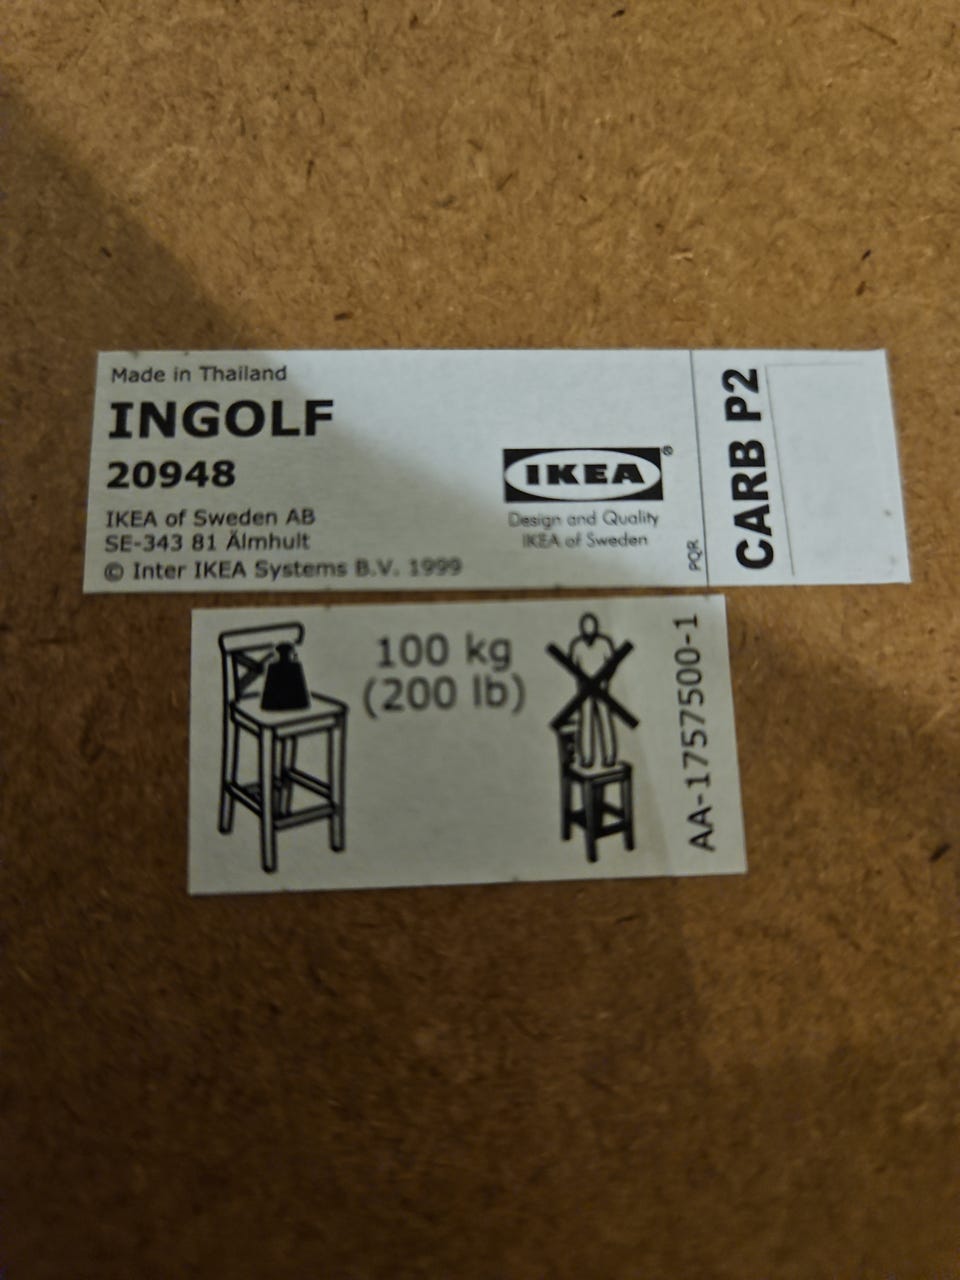 Made in Thailand
INGOLF
20948
IKEA of Sweden AB
SE-343 81 Älmhult
© Inter IKEA Systems B.V. 1999
IKEA®
Design and Quality
IKEA of Sweden
PQR
CARB P2
100 kg
(200 lb)
AA-1757500-1